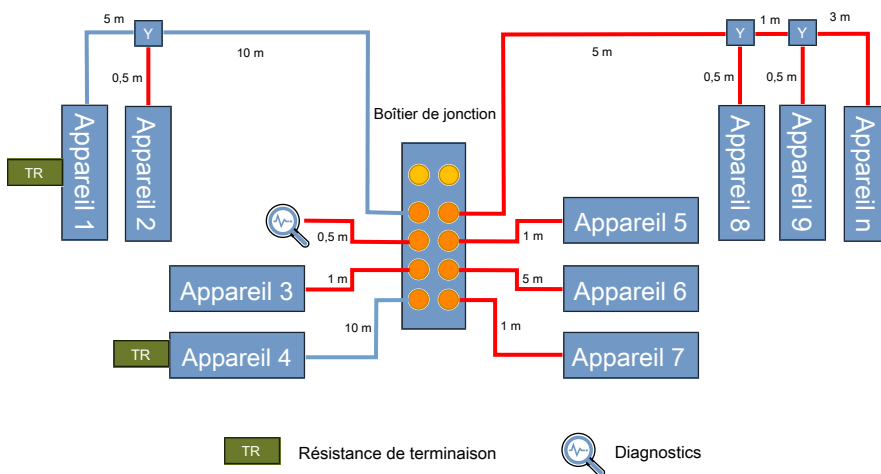 5 m
Y
10 m
0,5 m
Appareil 1
Appareil 2
TR
5 m
Y
1 m
Y
3 m
0,5 m
0,5 m
Appareil 8
Appareil 9
Appareil n
Boîtier de jonction
0,5 m
1 m
Appareil 5
Appareil 3
1 m
5 m
Appareil 6
TR
Appareil 4
10 m
1 m
Appareil 7
TR
Résistance de terminaison
Diagnostics